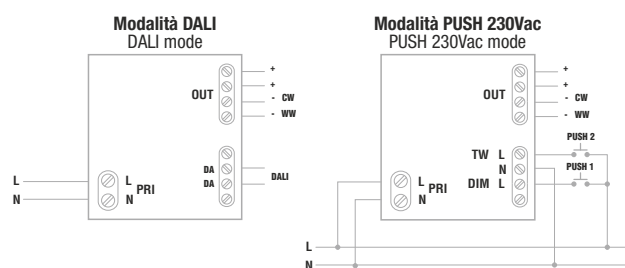 Modalità DALI
DALI mode
OUT
+
+
- CW
- WW
DA
DA
DALI
L
N
L
N
PRI
Modalità PUSH 230Vac
PUSH 230Vac mode
OUT
+
+
- CW
- WW
PUSH 2
TW L
N
PUSH 1
DIM L
L
N
PRI
L
N